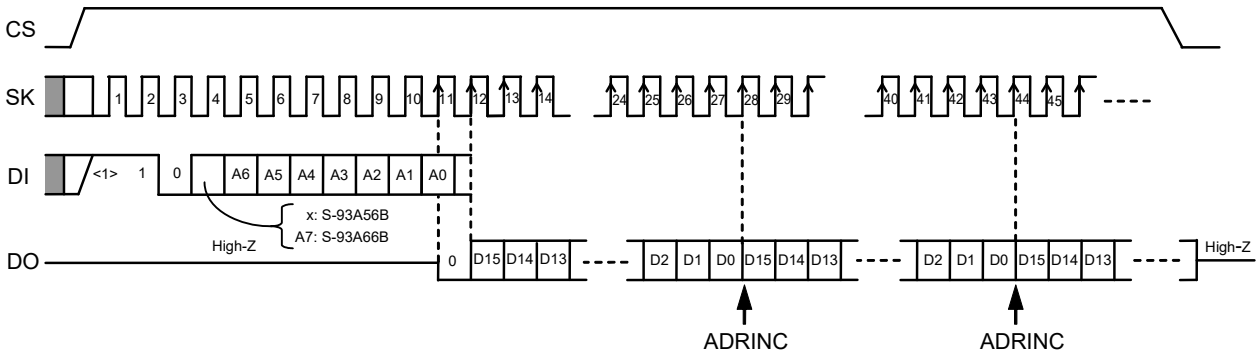 CS
SK 1 2 3 4 5 6 7 8 9 10 11 12 13 14 24 25 26 27 28 29 40 41 42 43 44 45
DI <1> 1 0 A6 A5 A4 A3 A2 A1 A0
x: S-93A56B
A7: S-93A66B
High-Z High-Z
DO 0 D15 D14 D13 D2 D1 D0 D15 D14 D13 D2 D1 D0 D15 D14 D13
ADRINC ADRINC